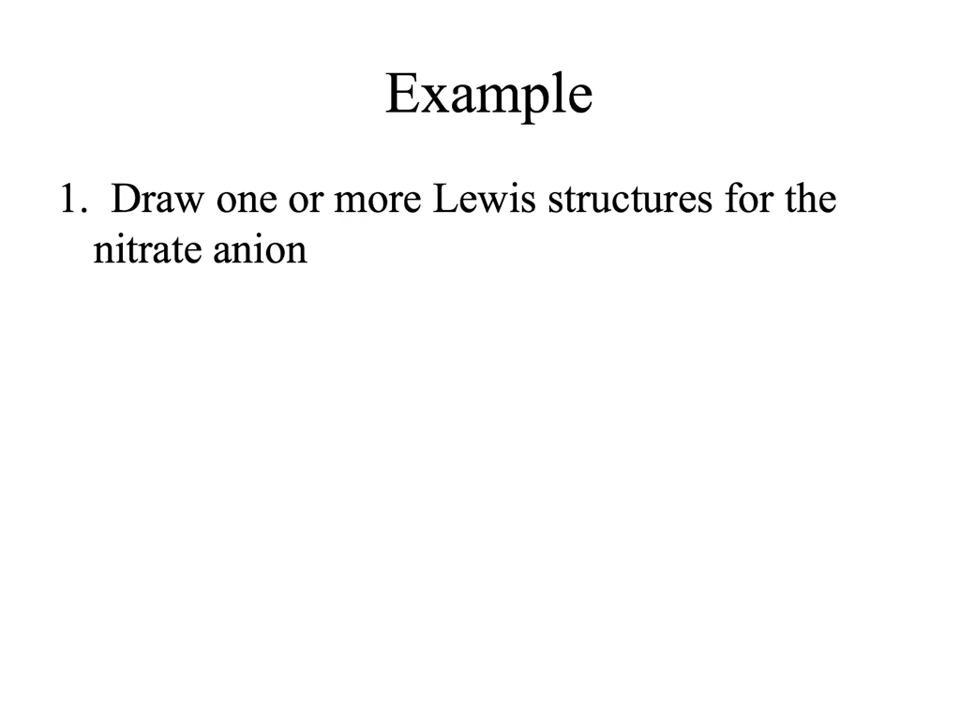 Example
1. Draw one or more Lewis structures for the
nitrate anion